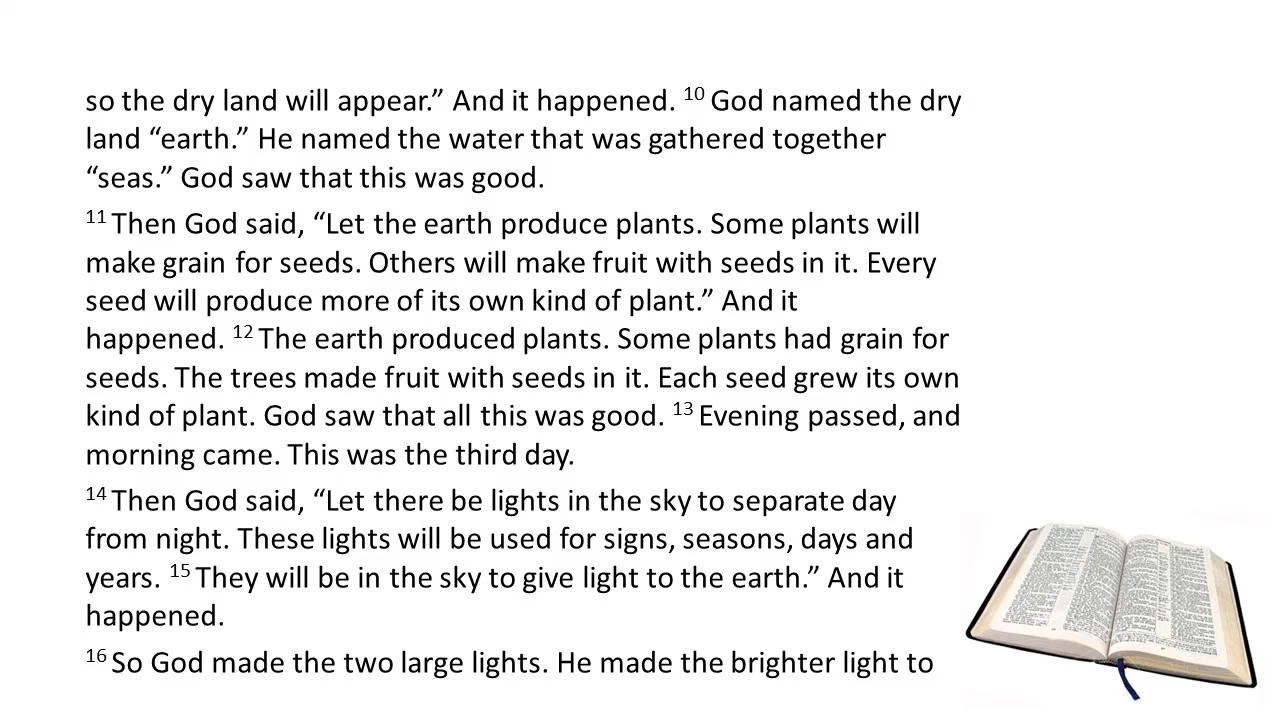 so the dry land will appear.” And it happened. 10 God named the dry
land “earth.” He named the water that was gathered together
“seas.” God saw that this was good.
11 Then God said, “Let the earth produce plants. Some plants will
make grain for seeds. Others will make fruit with seeds in it. Every
seed will produce more of its own kind of plant.” And it
happened. 12 The earth produced plants. Some plants had grain for
seeds. The trees made fruit with seeds in it. Each seed grew its own
kind of plant. God saw that all this was good. 13 Evening passed, and
morning came. This was the third day.
14 Then God said, “Let there be lights in the sky to separate day
from night. These lights will be used for signs, seasons, days and
years. 15 They will be in the sky to give light to the earth.” And it
happened.
16 So God made the two large lights. He made the brighter light to